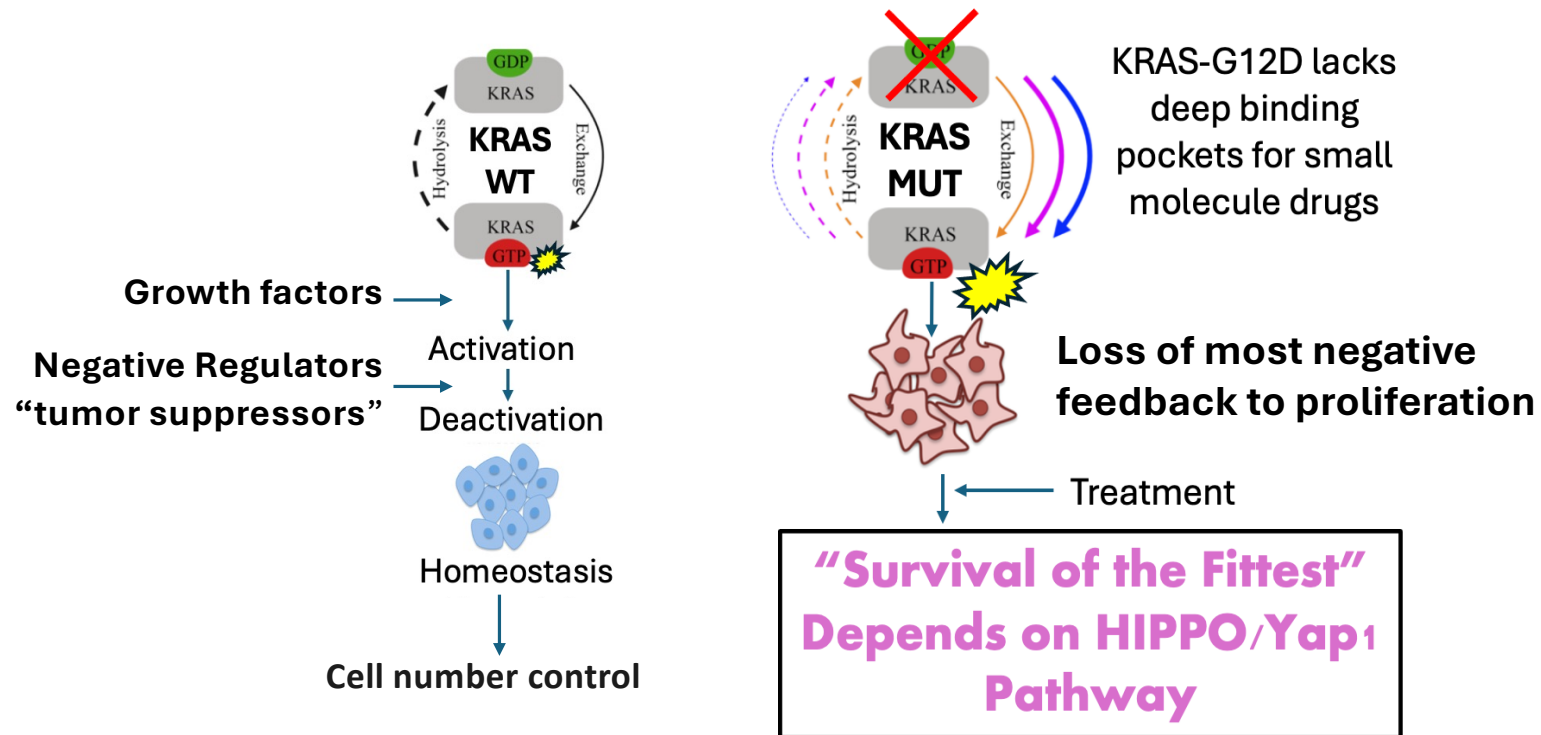 GDP
KRAS
Hydrolysis
KRAS
WT
Exchange
KRAS
GTP
Growth factors
Activation
Negative Regulators
“tumor suppressors”
Deactivation
Homeostasis
Cell number control
GDP
KRAS
Hydrolysis
KRAS
MUT
Exchange
KRAS
GTP
KRAS-G12D lacks
deep binding
pockets for small
molecule drugs
Loss of most negative
feedback to proliferation
Treatment
“Survival of the Fittest”
Depends on HIPPO/Yap1
Pathway